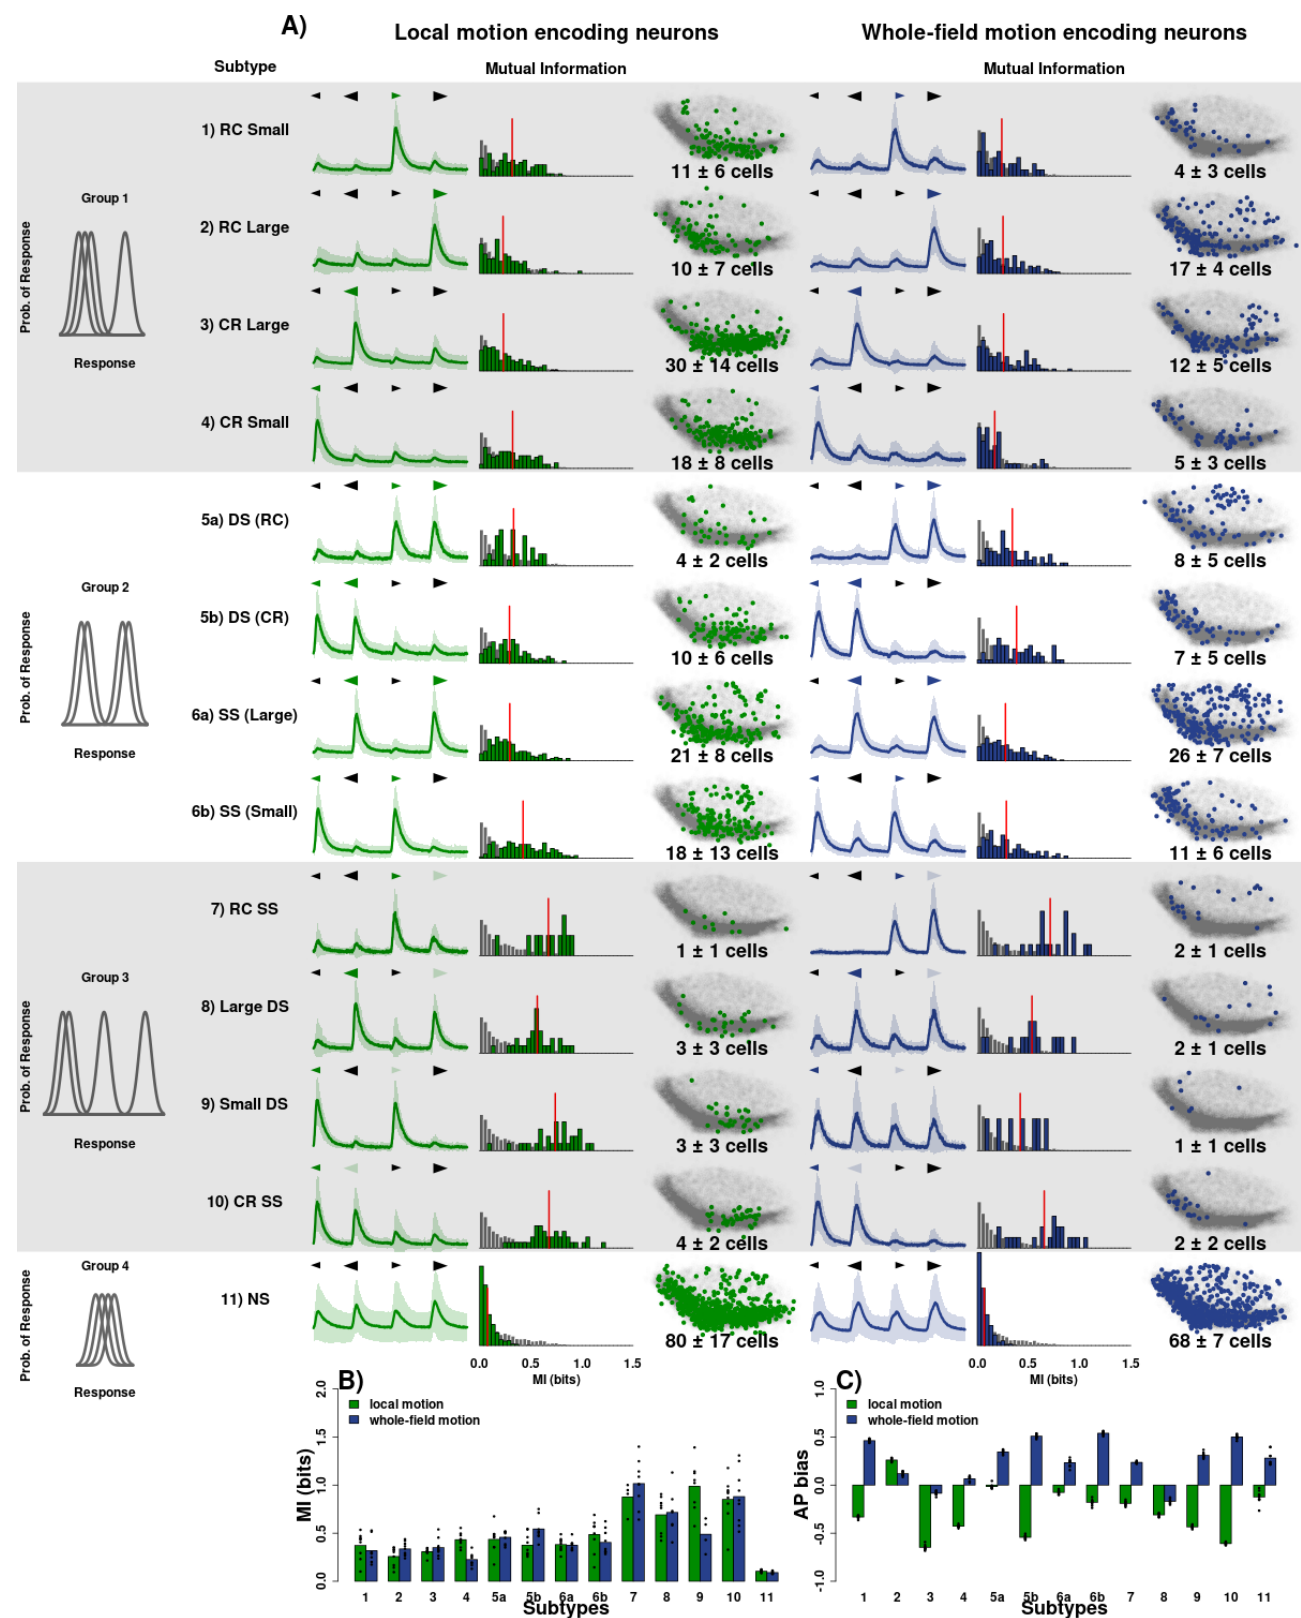 A)
Local motion encoding neurons
Whole-field motion encoding neurons
Subtype
Mutual Information
Mutual Information
Group 1
Prob. of Response
Response
1) RC Small
11 ± 6 cells
4 ± 3 cells
2) RC Large
10 ± 7 cells
17 ± 4 cells
3) CR Large
30 ± 14 cells
12 ± 5 cells
4) CR Small
18 ± 8 cells
5 ± 3 cells
Group 2
Prob. of Response
Response
5a) DS (RC)
4 ± 2 cells
8 ± 5 cells
5b) DS (CR)
10 ± 6 cells
7 ± 5 cells
6a) SS (Large)
21 ± 8 cells
26 ± 7 cells
6b) SS (Small)
18 ± 13 cells
11 ± 6 cells
Group 3
Prob. of Response
Response
7) RC SS
1 ± 1 cells
2 ± 1 cells
8) Large DS
3 ± 3 cells
2 ± 1 cells
9) Small DS
3 ± 3 cells
1 ± 1 cells
10) CR SS
4 ± 2 cells
2 ± 2 cells
Group 4
Prob. of Response
Response
11) NS
80 ± 17 cells
68 ± 7 cells
0.0 0.5 1.0 1.5
MI (bits)
0.0 0.5 1.0 1.5
MI (bits)
B)
local motion
whole-field motion
MI (bits)
2.0
1.5
1.0
0.5
0.0
1 2 3 4 5a 5b 6a 6b 7 8 9 10 11
Subtypes
C)
local motion
whole-field motion
AP bias
1.0
0.5
0.0
-0.5
-1.0
1 2 3 4 5a 5b 6a 6b 7 8 9 10 11
Subtypes